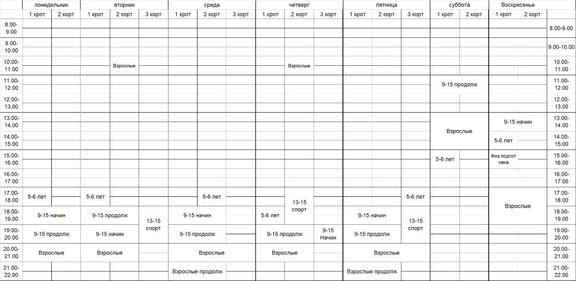 понедельник вторник среда четверг пятница суббота Воскресенье
1 крот 2 корт 1 крот 2 корт 3 корт 1 крот 2 корт 3 корт 1 крот 2 корт 3 корт 1 крот 2 корт 3 корт 1 крот 2 корт 1 крот 2 корт
8.00-
9.00 8:00-9.00
9.00-
10.00 9.00-10.00
10.00-
11.00 Взрослые Взрослые 10.00-
11.00
11.00-
12.00 9-15 продолж 11.00-
12.00
12.00-
13.00 12.00-
13.00
13.00-
14.00 9-15 начин 13.00-
14.00
Взрослые
14.00-
15.00 5-6 лет 14.00-
15.00
15.00-
16.00 5-6 лет Физ.подгот
овка 15.00-
16.00
16.00-
17.00 16.00-
17.00
17.00-
18.00 5-6 лет 5-6 лет 5-6 лет 13-15
спорт 5-6 лет 17.00-
18.00
Взрослые
18.00-
19.00 9-15 начин 9-15 продолж 13-15
спорт 9-15 начин 5-6 лет 9-15 начин 13-15
спорт 18.00-
19.00
19.00-
20.00 9-15 продолж 9-15 начин 9-15 продолж 9-15 продолж 9-15
Начин 9-15 продолж 19.00-
20.00
20.00-
21.00 Взрослые Взрослые Взрослые Взрослые Взрослые 20.00-
21.00
21.00-
22.00 Взрослые продолж Взрослые продолж 21.00-
22.00